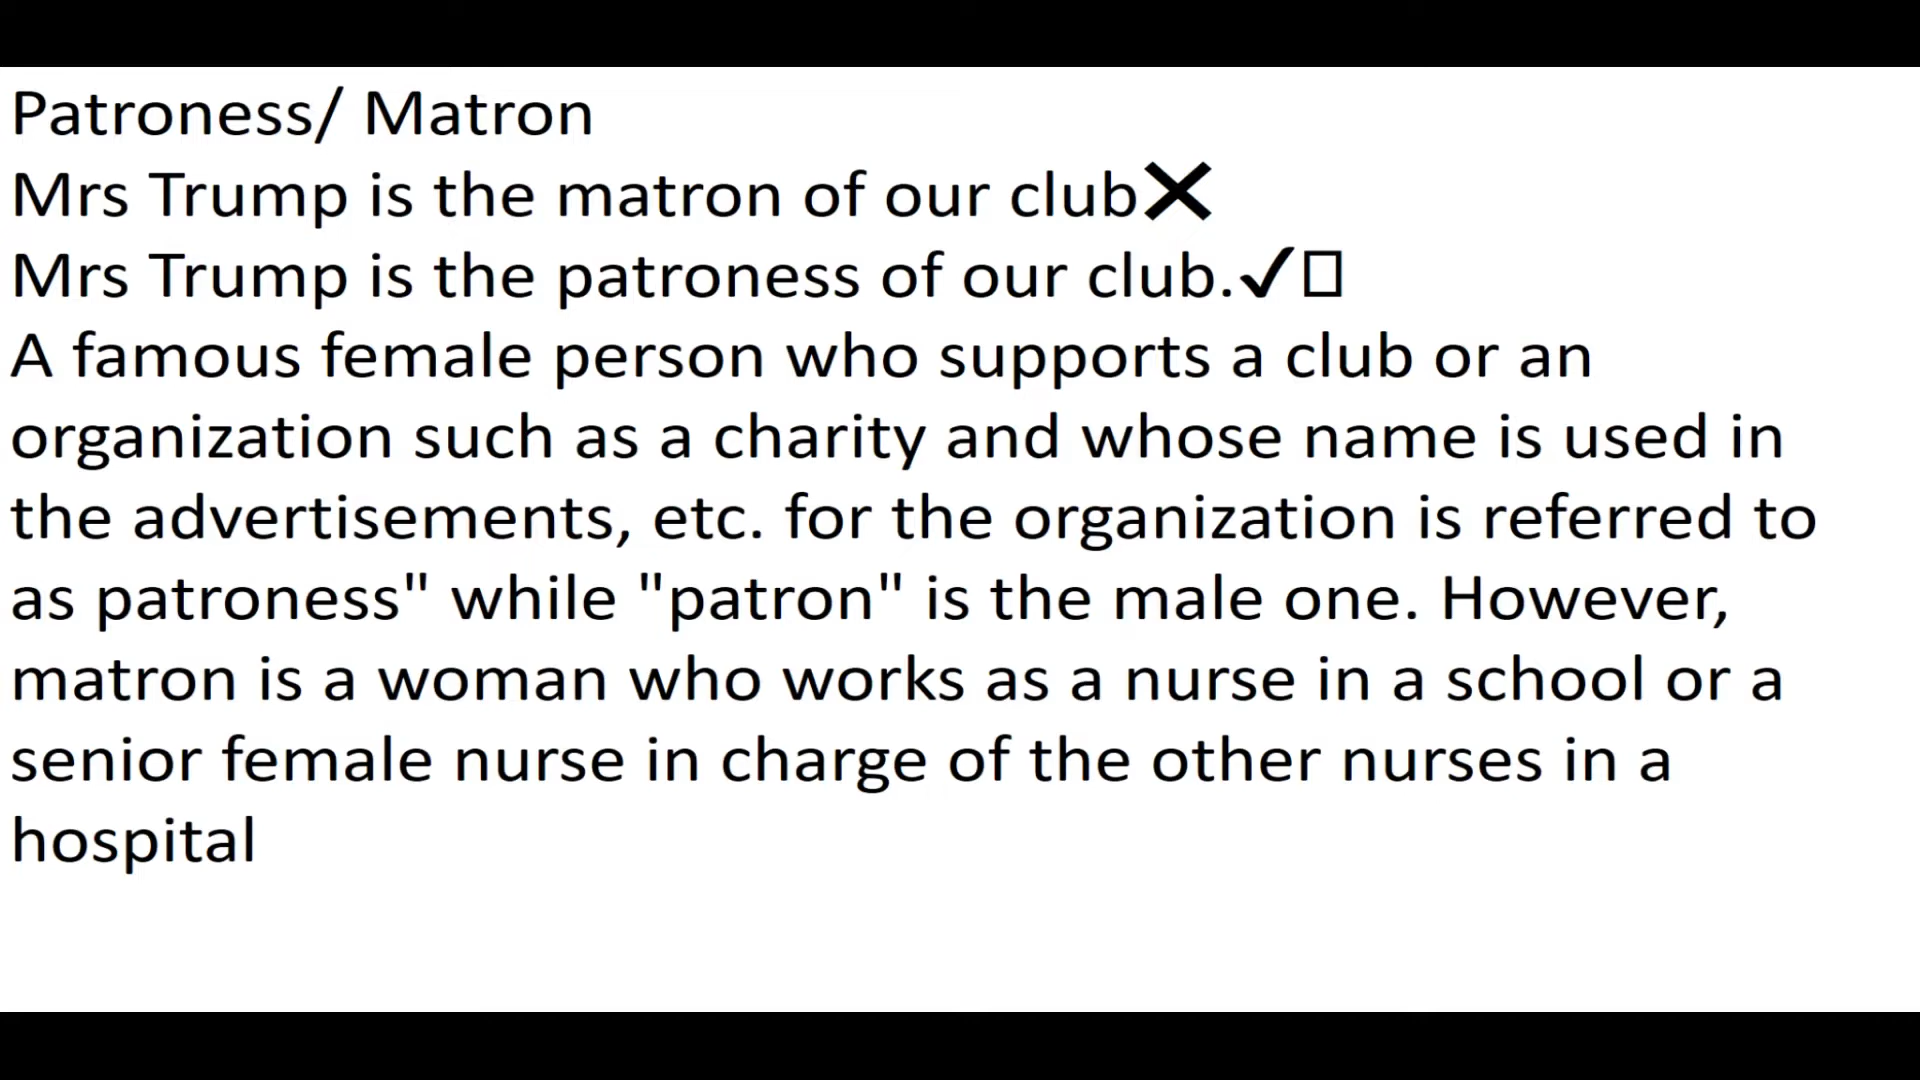 Patroness/ Matron
Mrs Trump is the matron of our club❌
Mrs Trump is the patroness of our club.✔□
A famous female person who supports a club or an
organization such as a charity and whose name is used in
the advertisements, etc. for the organization is referred to
as patroness" while "patron" is the male one. However,
matron is a woman who works as a nurse in a school or a
senior female nurse in charge of the other nurses in a
hospital